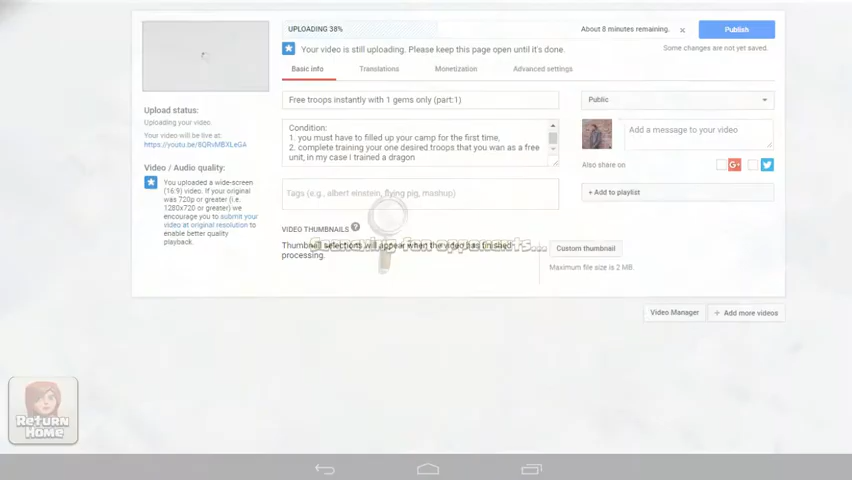 UPLOADING 38%
About 8 minutes remaining.
Publish
Your video is still uploading. Please keep this page open until it's done.
Some changes are not yet saved.
Basic info
Translations
Monetization
Advanced settings
Upload status:
Uploading your video.
Your video will be live at:
https://youtu.be/8QRvMBXLeGA
Video / Audio quality:
You uploaded a wide-screen
(16:9) video. If your original
was 720p or greater (i.e.
1280x720 or greater) we
encourage you to submit your
video at original resolution to
enable better quality
playback.
Free troops instantly with 1 gems only (part:1)
Condition:
1. you must have to filled up your camp for the first time,
2. complete training your one desired troops that you wan as a free
unit, in my case I trained a dragon
Tags (e.g., albert einstein, flying pig, mashup)
VIDEO THUMBNAILS
?
Thumbnail selections will appear when the video has finished
processing.
Custom thumbnail
Maximum file size is 2 MB.
Public
Add a message to your video
Also share on
G+
+ Add to playlist
Video Manager
+ Add more videos
Return
Home